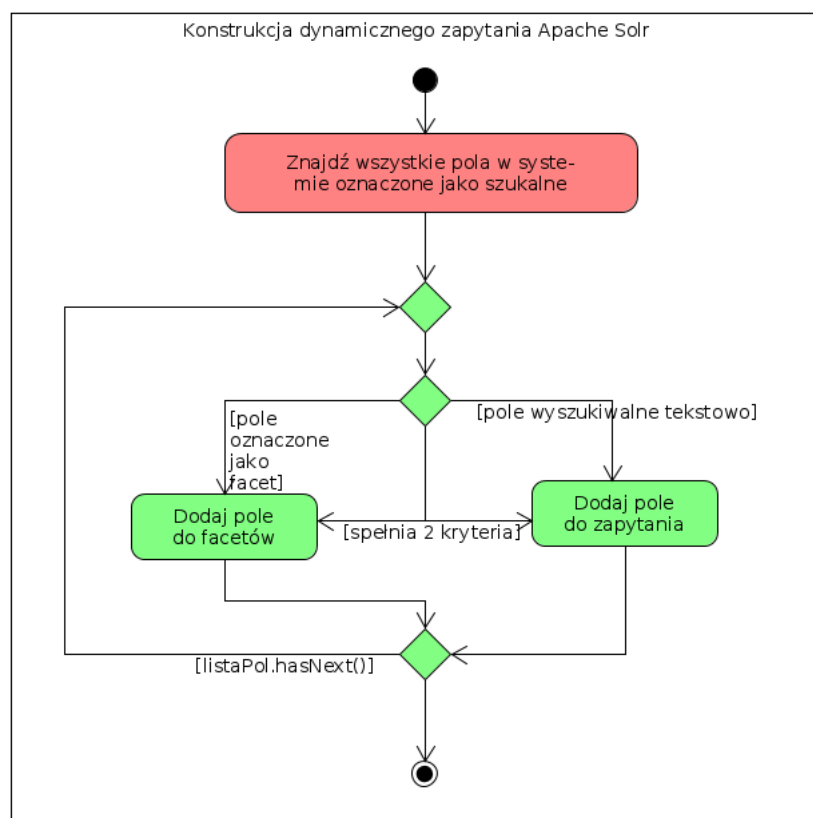 Konstrukcja dynamicznego zapytania Apache Solr
Znajdź wszystkie pola w syste-
mie oznaczone jako szukalne
[pole
oznaczone
jako
facet]
[pole wyszukiwalne tekstowo]
Dodaj pole
do facetów
[spełnia 2 kryteria]
Dodaj pole
do zapytania
[listaPol.hasNext()]